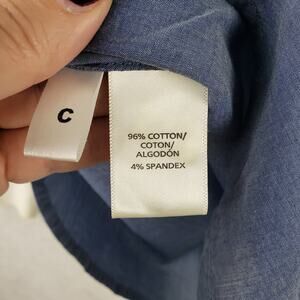 C
96% COTTON/
COTON/
ALGODÓN
4% SPANDEX